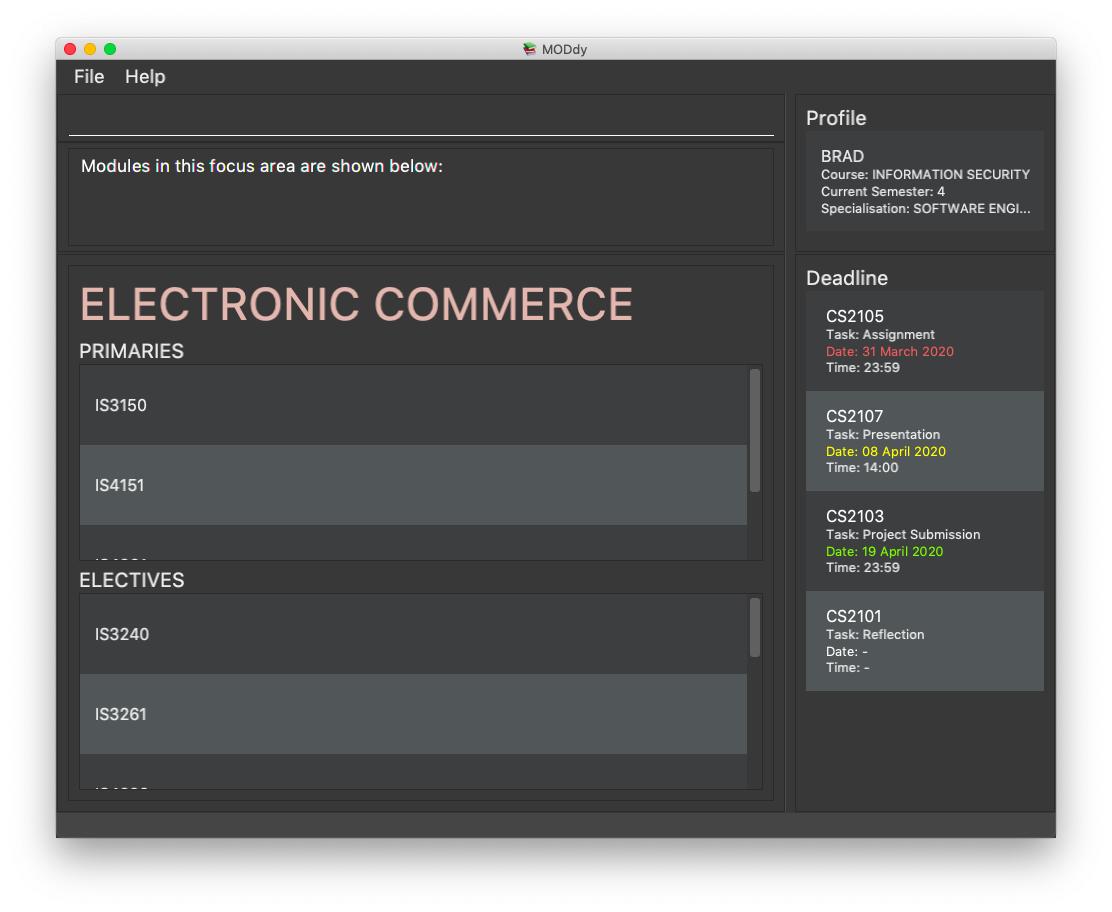 MODdy
File Help
Modules in this focus area are shown below:
ELECTRONIC COMMERCE
PRIMARIES
IS3150
IS4151
ELECTIVES
IS3240
IS3261
Profile
BRAD
Course: INFORMATION SECURITY
Current Semester: 4
Specialisation: SOFTWARE ENGI...
Deadline
CS2105
Task: Assignment
Date: 31 March 2020
Time: 23:59
CS2107
Task: Presentation
Date: 08 April 2020
Time: 14:00
CS2103
Task: Project Submission
Date: 19 April 2020
Time: 23:59
CS2101
Task: Reflection
Date: -
Time: -